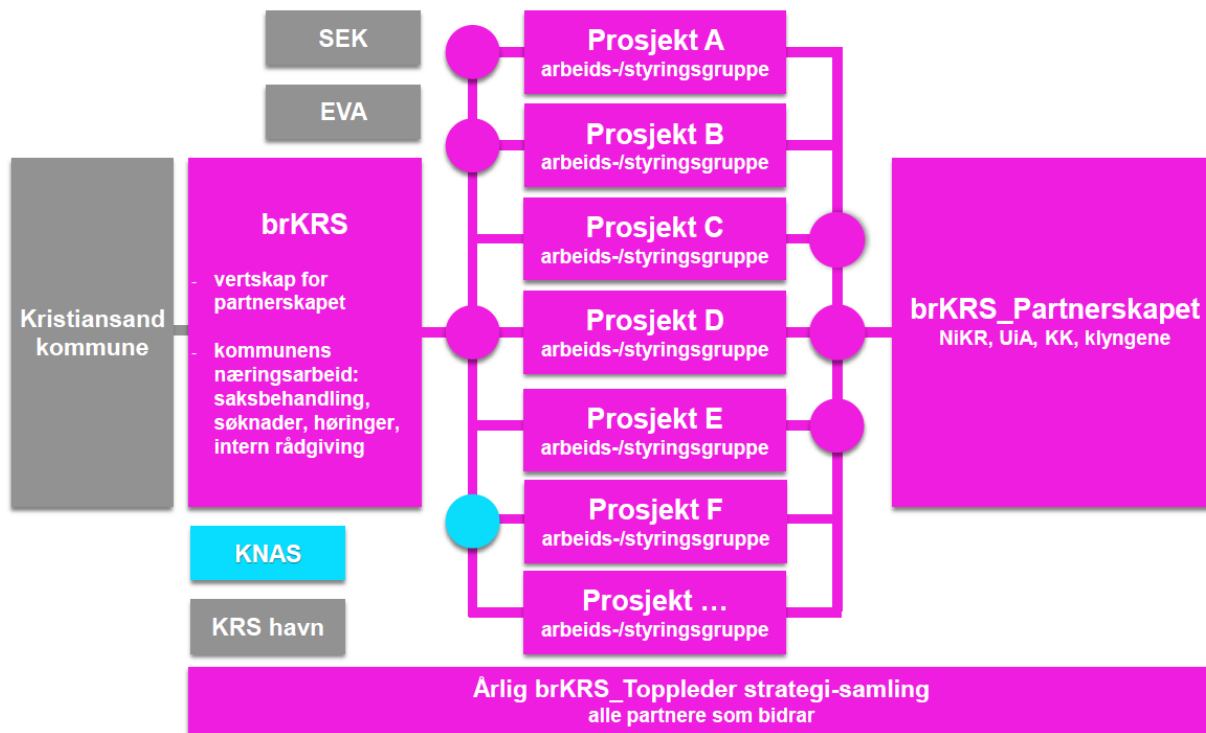 SEK
EVA
Kristiansand
kommune
brKRS
- vertskap for
partnerskapet
- kommunens
næringsarbeid:
saksbehandling,
søknader, høringer,
intern rådgiving
KNAS
KRS havn
Prosjekt A
arbeids-/styringsgruppe
Prosjekt B
arbeids-/styringsgruppe
Prosjekt C
arbeids-/styringsgruppe
Prosjekt D
arbeids-/styringsgruppe
Prosjekt E
arbeids-/styringsgruppe
Prosjekt F
arbeids-/styringsgruppe
Prosjekt ...
arbeids-/styringsgruppe
brKRS_Partnerskapet
NiKR, UiA, KK, klyngene
Årlig brKRS_Toppleder strategi-samling
alle partnere som bidrar